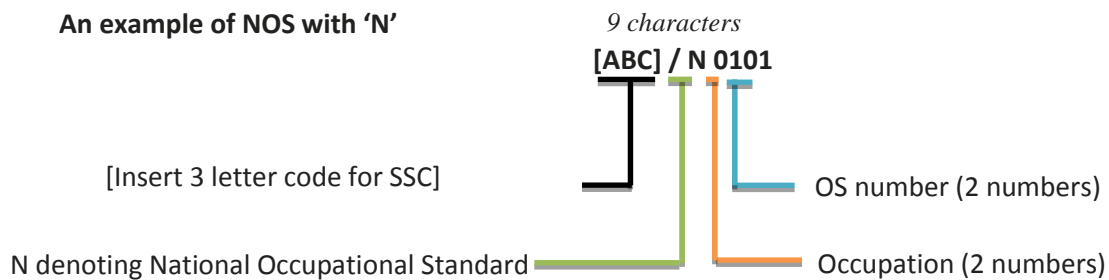 An example of NOS with ‘N’
9 characters
[ABC] / N 0101
[Insert 3 letter code for SSC]
OS number (2 numbers)
N denoting National Occupational Standard
Occupation (2 numbers)